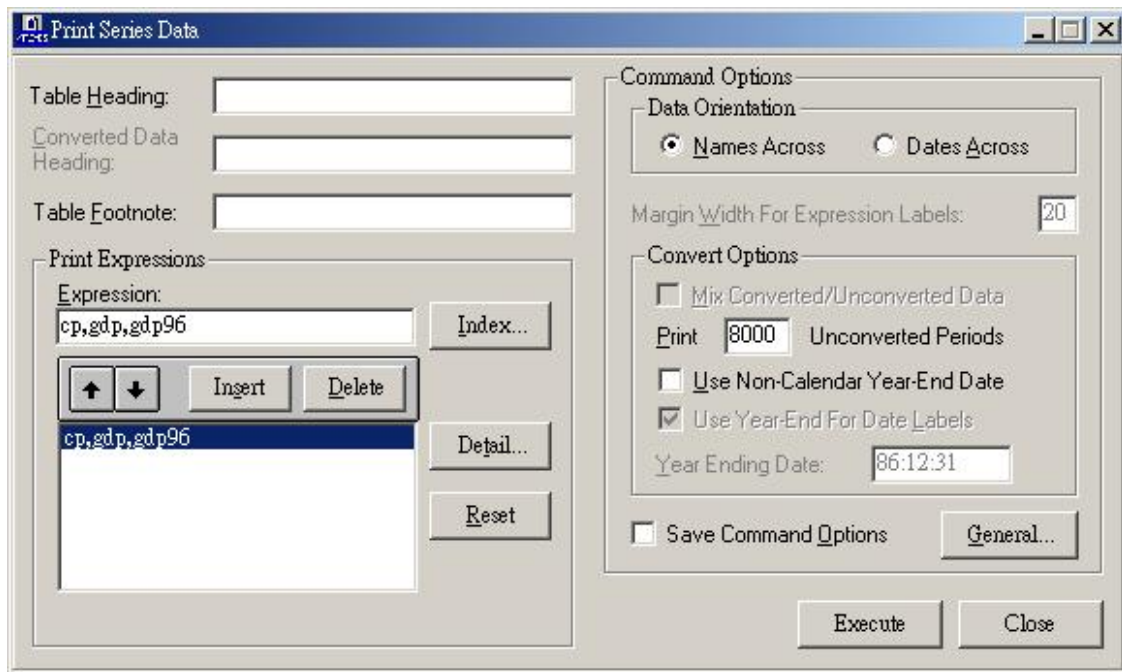 Print Series Data
Table Heading:
Converted Data
Heading:
Table Footnote:
Print Expressions
Expression:
cp,gdp,gdp96
Index...
Insert
Delete
cp,gdp,gdp96
Detail...
Reset
Command Options
Data Orientation
Names Across
Dates Across
Margin Width For Expression Labels:
20
Convert Options
Mix Converted/Unconverted Data
Print 8000 Unconverted Periods
Use Non-Calendar Year-End Date
Use Year-End For Date Labels
Year Ending Date:
86:12:31
Save Command Options
General...
Execute
Close